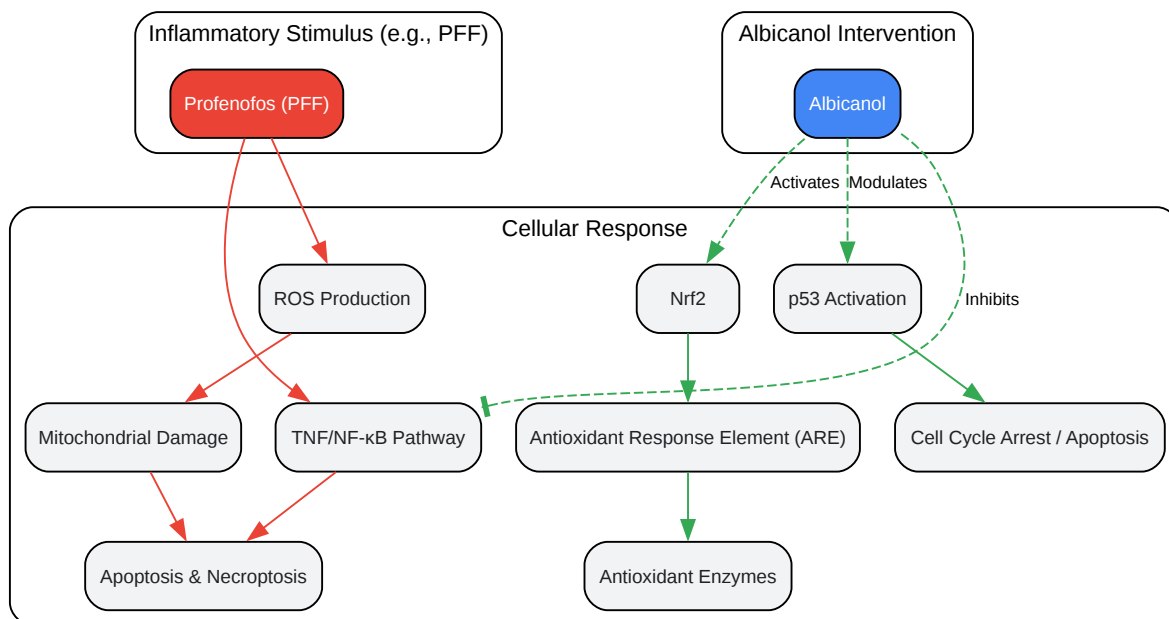 Inflammatory Stimulus (e.g., PFF)
Albicanol Intervention
Profenofos (PFF)
Albicanol
Activates
Modulates
Cellular Response
ROS Production
Nrf2
p53 Activation
Inhibits
Mitochondrial Damage
TNF/NF-κB Pathway
Antioxidant Response Element (ARE)
Cell Cycle Arrest / Apoptosis
Apoptosis & Necroptosis
Antioxidant Enzymes